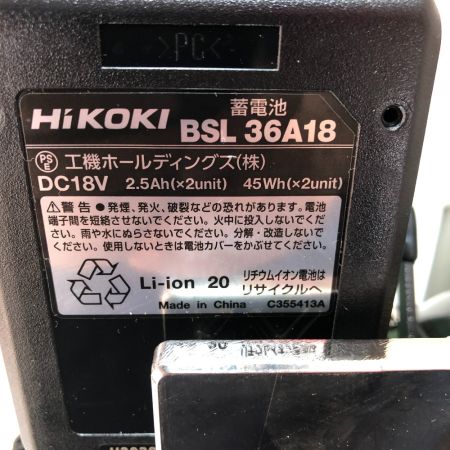 >PC<
HiKOKI
蓄電池
BSL 36A18
PS E 工機ホールディングス(株)
DC18V 2.5Ah(×2unit) 45Wh(×2unit)
⚠警告 ●発煙、発火、破裂などの恐れがあります。電池
端子間を短絡させないでください。火中に投入しないでくだ
さい。雨や水にぬらさないでください。分解・改造しないで
ください。使用しないときは電池カバーをかぶせてください。
Li-ion 20
リチウムイオン電池は
リサイクルへ
Made in China C355413A